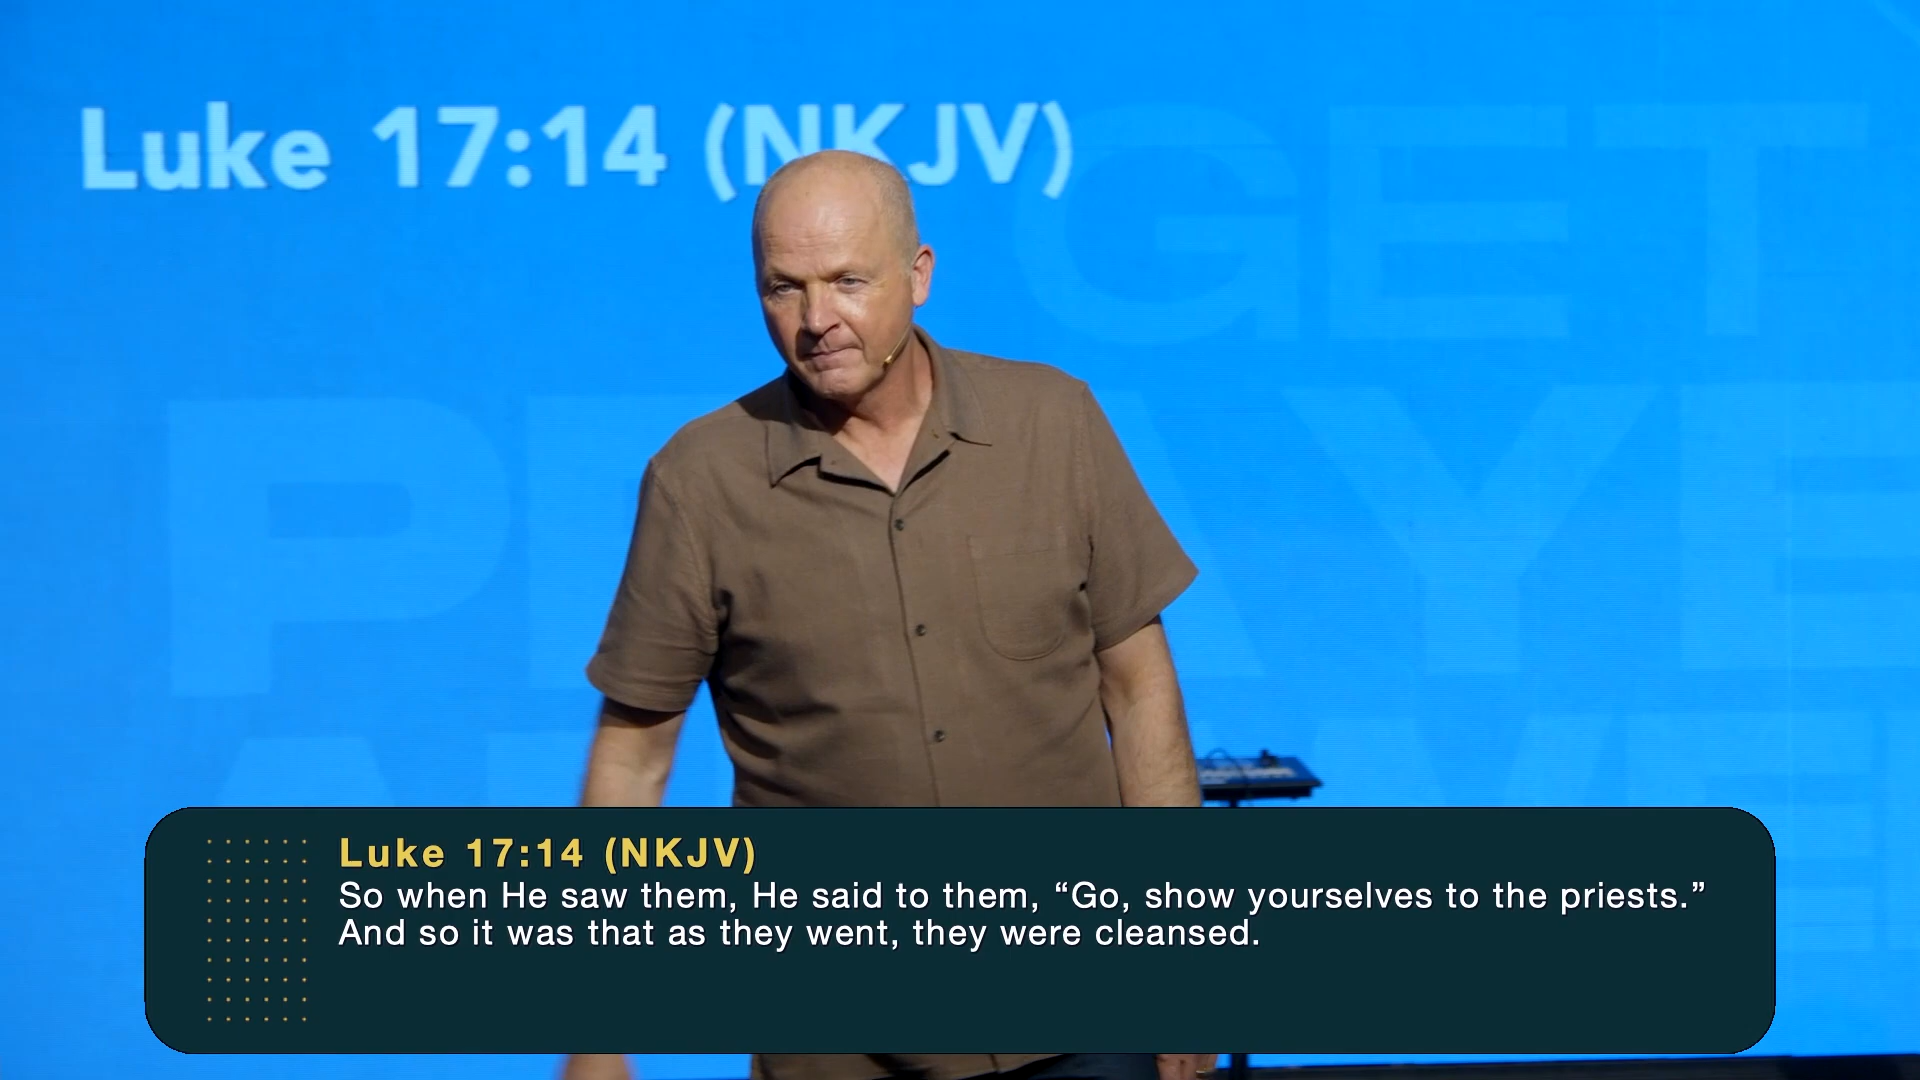 Luke 17:14 (NKJV)
GET
Luke 17:14 (NKJV)
So when He saw them, He said to them, “Go, show yourselves to the priests.”
And so it was that as they went, they were cleansed.